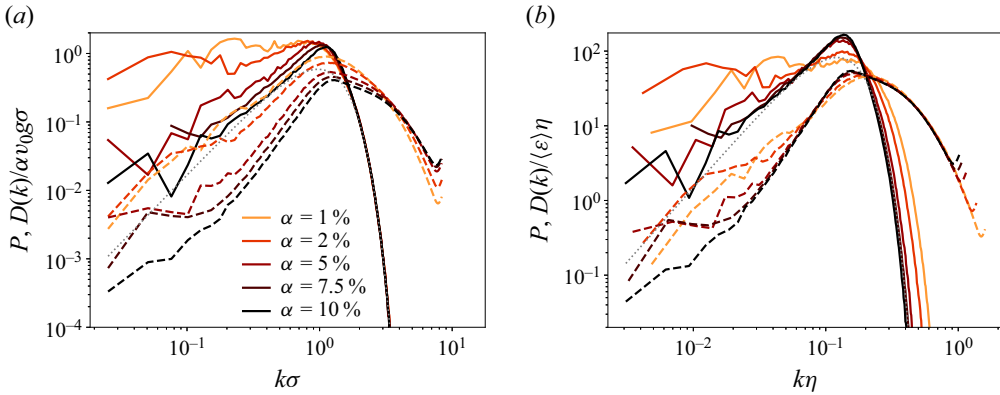 (a)
(b)
P, D(k)/αv₀gσ
10⁰
10⁻¹
10⁻²
10⁻³
10⁻⁴
α = 1 %
α = 2 %
α = 5 %
α = 7.5 %
α = 10 %
10⁻¹ 10⁰ 10¹
kσ
P, D(k)/⟨ε⟩η
10²
10¹
10⁰
10⁻¹
10⁻² 10⁻¹ 10⁰
kη